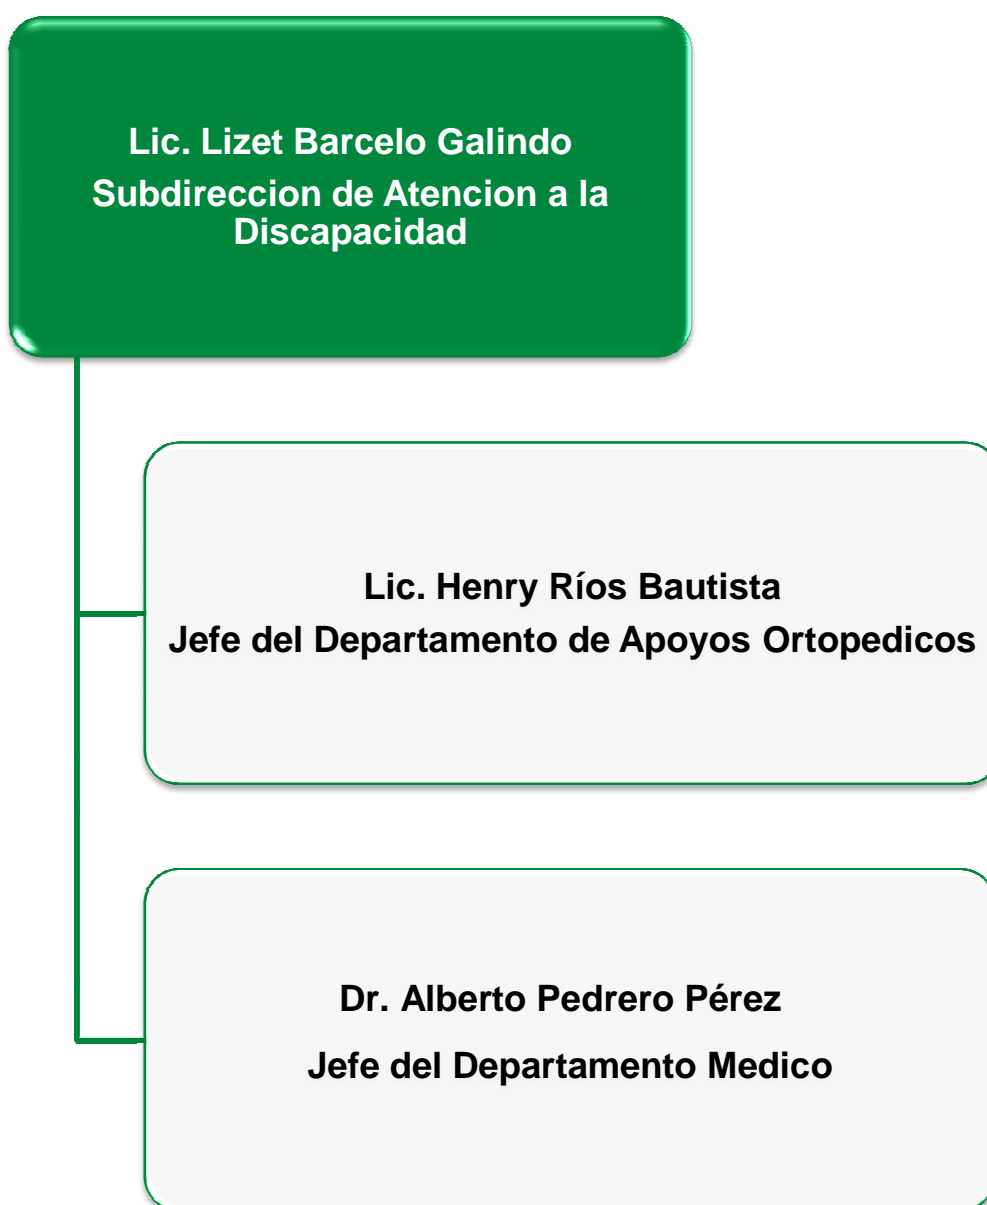 Lic. Lizet Barcelo Galindo
Subdireccion de Atencion a la
Discapacidad
Lic. Henry Ríos Bautista
Jefe del Departamento de Apoyos Ortopedicos
Dr. Alberto Pedrero Pérez
Jefe del Departamento Medico